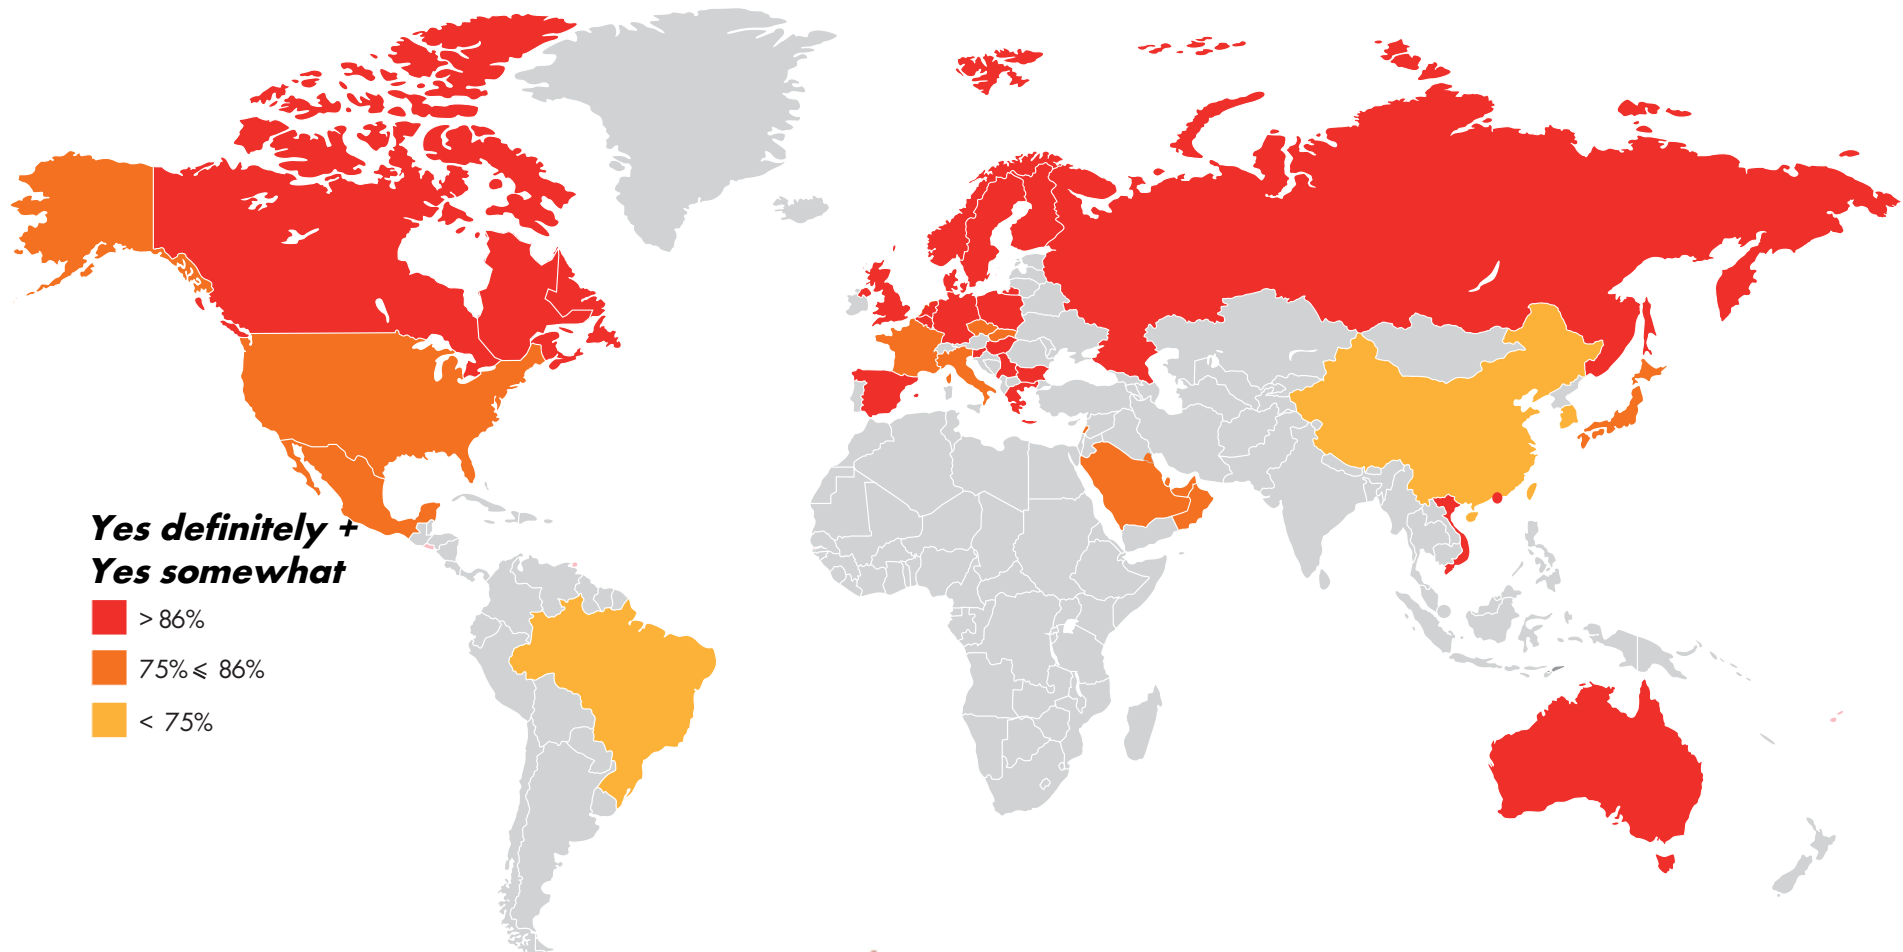 Yes definitely +
Yes somewhat
> 86%
75%⩽ 86%
< 75%